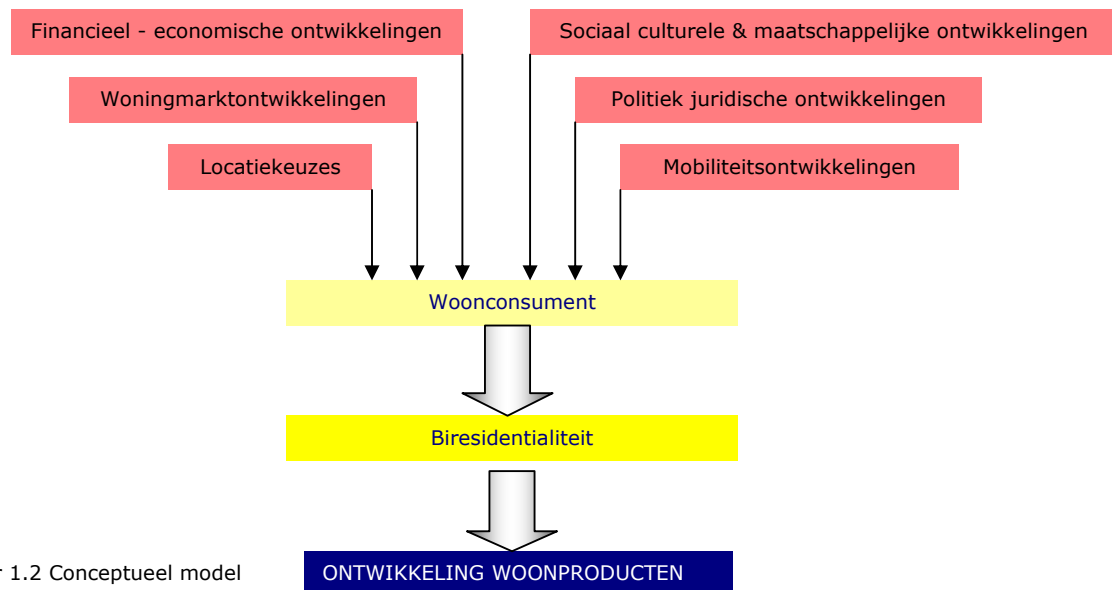 Financieel - economische ontwikkelingen
Sociaal culturele & maatschappelijke ontwikkelingen
Woningmarktontwikkelingen
Politiek juridische ontwikkelingen
Locatiekeuzes
Mobiliteitsontwikkelingen
Woonconsument
Biresidentialiteit
r 1.2 Conceptueel model
ONTWIKKELING WOONPRODUCTEN